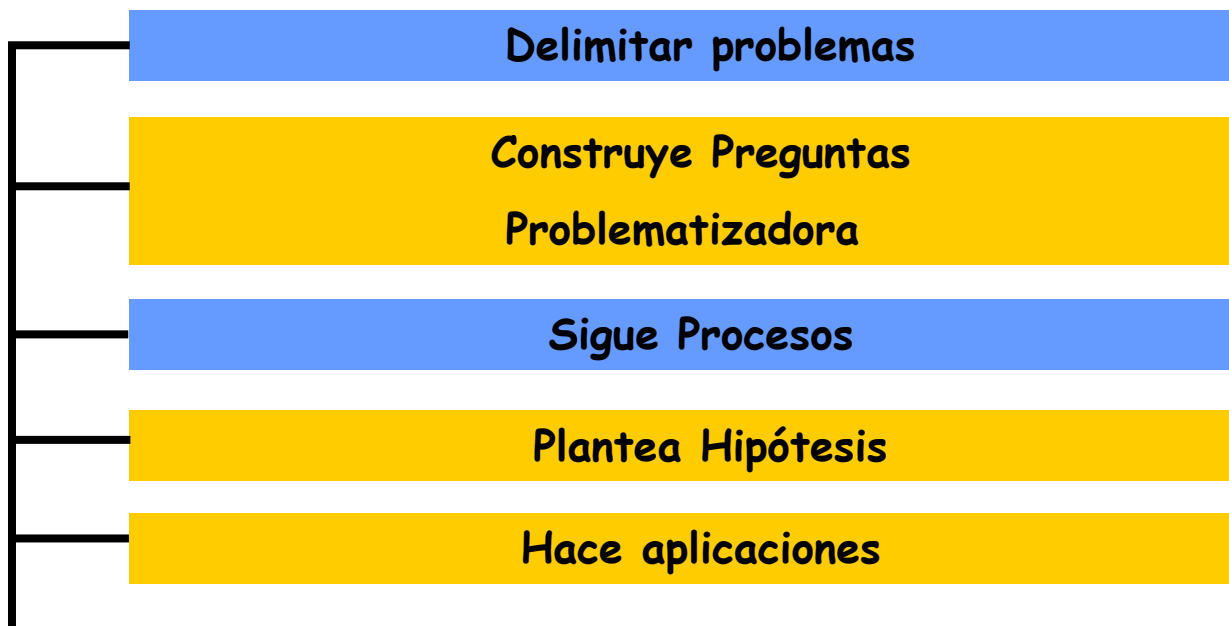 Delimitar problemas
Construye Preguntas
Problematizadora
Sigue Procesos
Plantea Hipótesis
Hace aplicaciones